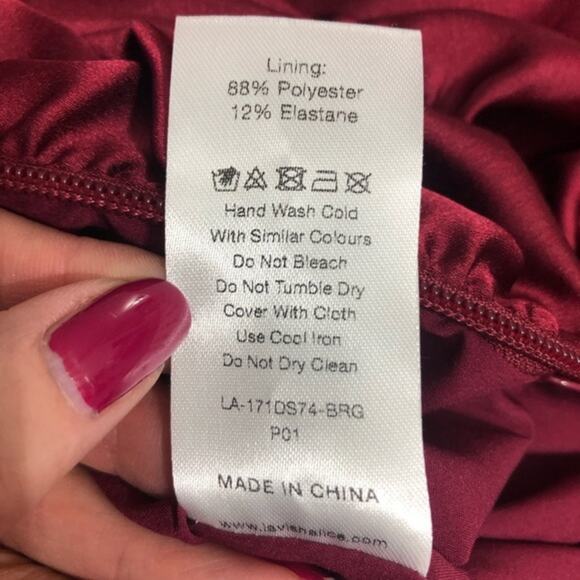 Lining:
88% Polyester
12% Elastane
Hand Wash Cold
With Similar Colours
Do Not Bleach
Do Not Tumble Dry
Cover With Cloth
Use Cool Iron
Do Not Dry Clean
LA-171DS74-BRG
P01
MADE IN CHINA
www.lavishalice.com